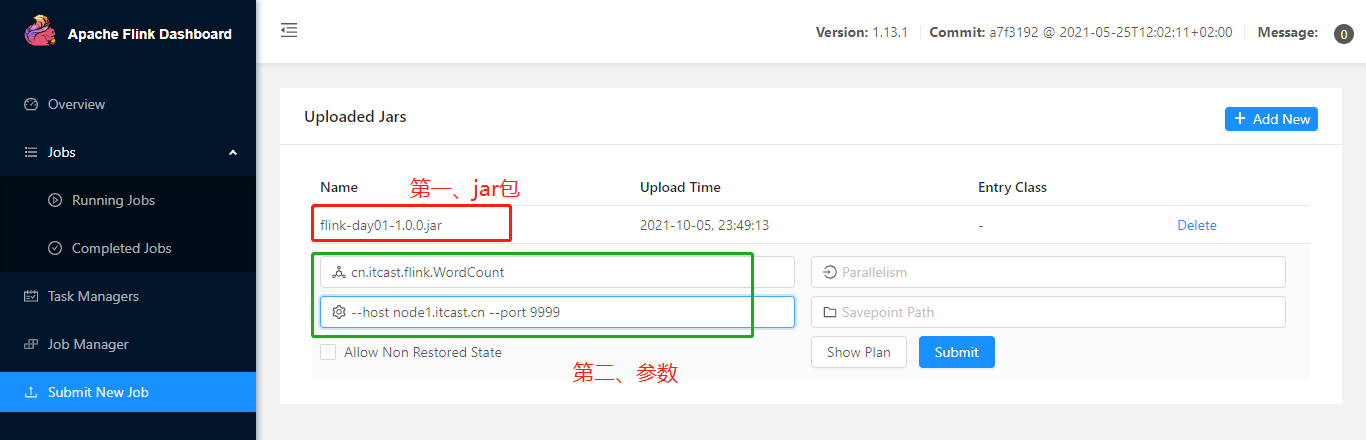 Apache Flink Dashboard
Version: 1.13.1 Commit: a7f3192 @ 2021-05-25T12:02:11+02:00 Message: 0
Overview
Jobs
Running Jobs
Completed Jobs
Task Managers
Job Manager
Submit New Job
Uploaded Jars
Add New
Name 第一、jar包 Upload Time Entry Class
flink-day01-1.0.0.jar 2021-10-05, 23:49:13 - Delete
cn.itcast.flink.WordCount Parallelism
--host node1.itcast.cn --port 9999 Savepoint Path
Allow Non Restored State Show Plan Submit
第二、参数